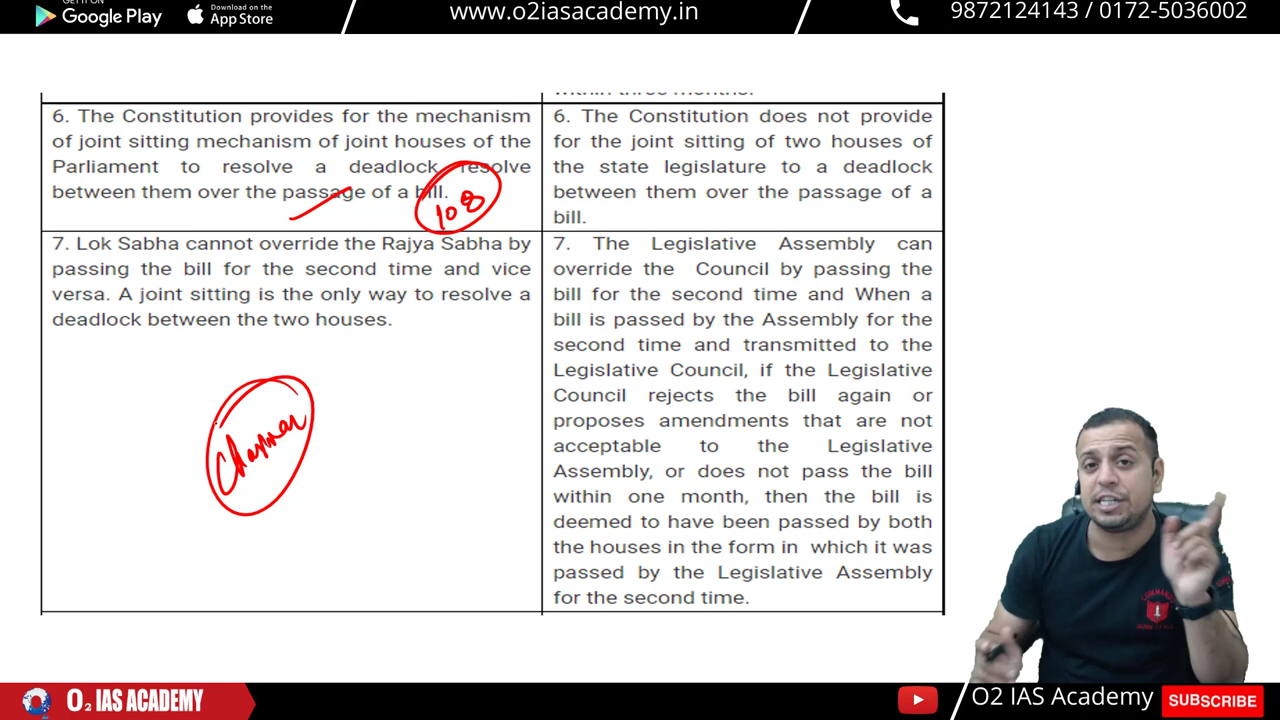 GET IT ON
Google Play
Download on the
App Store
www.o2iasacademy.in
9872124143 / 0172-5036002
within three months.
6. The Constitution provides for the mechanism
of joint sitting mechanism of joint houses of the
Parliament to resolve a deadlock resolve
between them over the passage of a bill.
108
6. The Constitution does not provide
for the joint sitting of two houses of
the state legislature to a deadlock
between them over the passage of a
bill.
7. Lok Sabha cannot override the Rajya Sabha by
passing the bill for the second time and vice
versa. A joint sitting is the only way to resolve a
deadlock between the two houses.
7. The Legislative Assembly can
override the Council by passing the
bill for the second time and When a
bill is passed by the Assembly for the
second time and transmitted to the
Legislative Council, if the Legislative
Council rejects the bill again or
proposes amendments that are not
acceptable to the Legislative
Assembly, or does not pass the bill
within one month, then the bill is
deemed to have been passed by both
the houses in the form in which it was
passed by the Legislative Assembly
for the second time.
O2 IAS ACADEMY
O2 IAS Academy
SUBSCRIBE